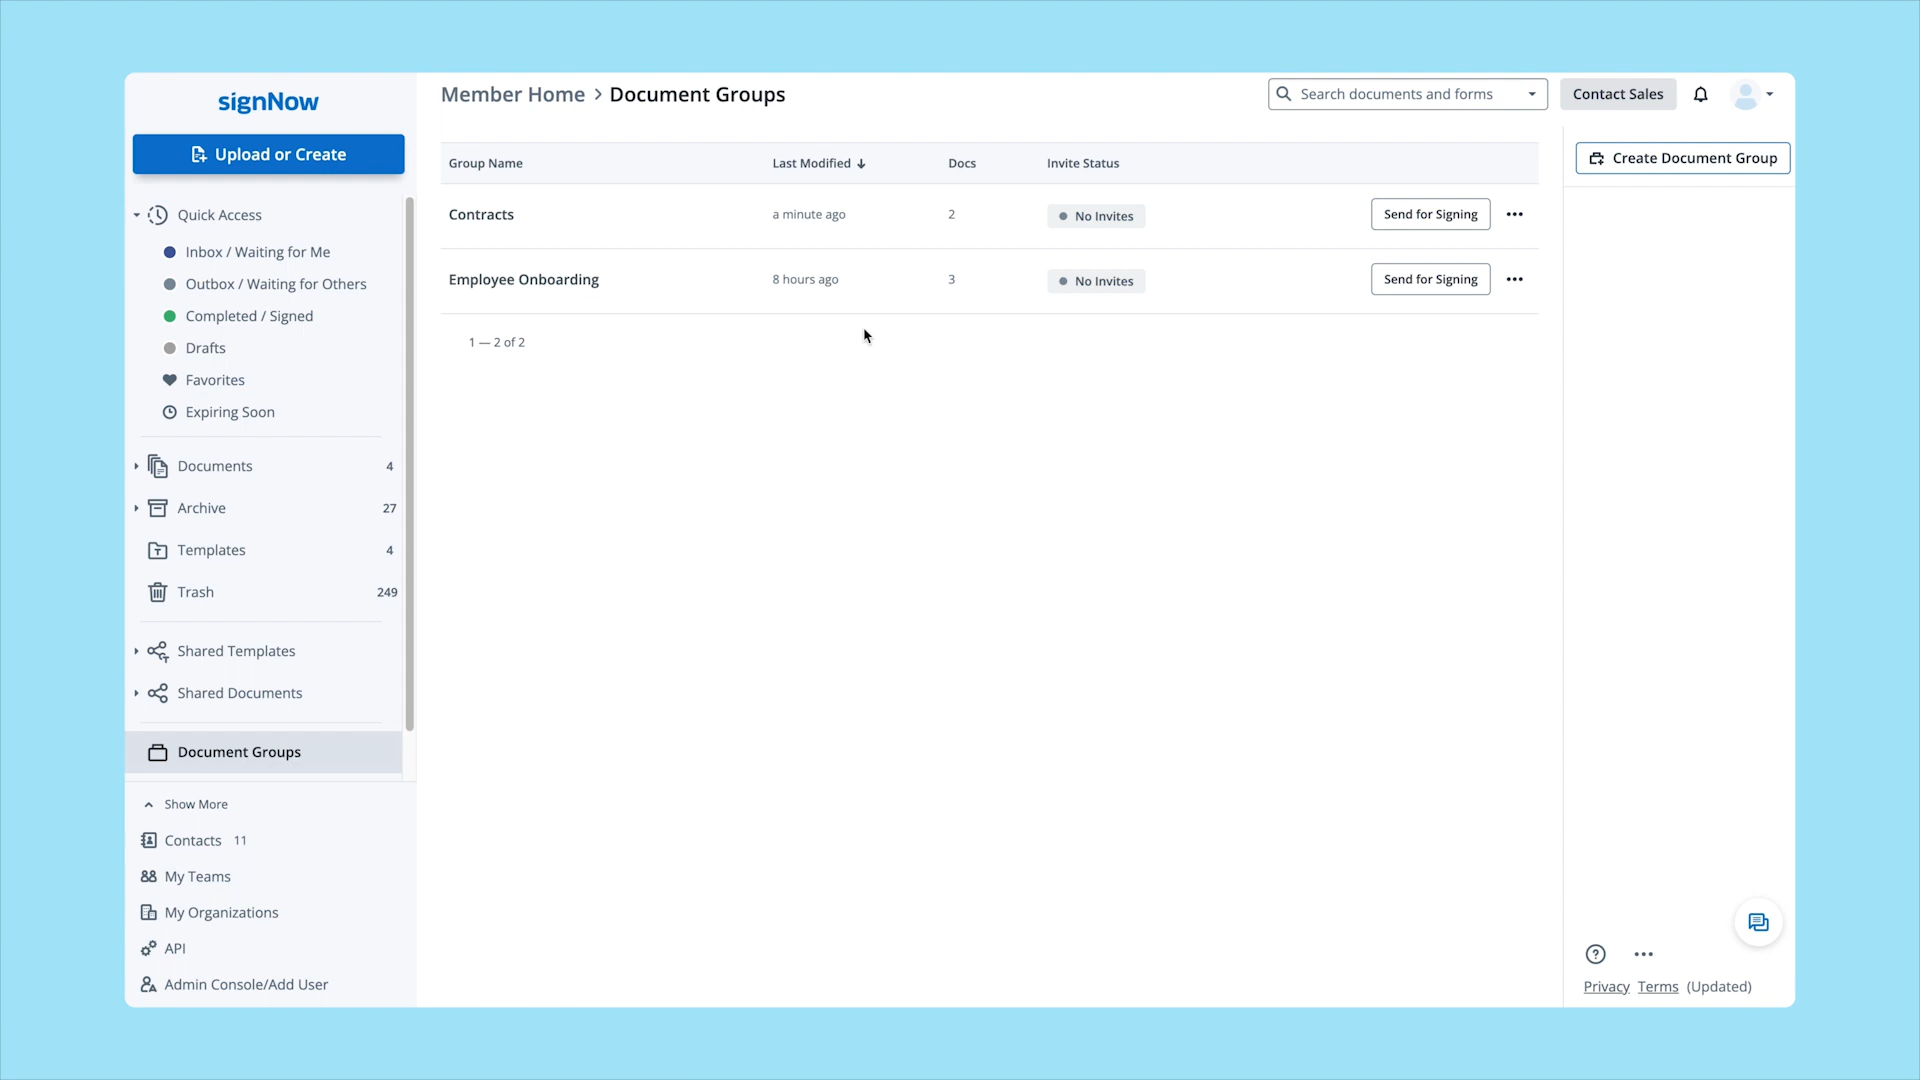 signNow
Upload or Create
Quick Access
Inbox / Waiting for Me
Outbox / Waiting for Others
Completed / Signed
Drafts
Favorites
Expiring Soon
Documents 4
Archive 27
Templates 4
Trash 249
Shared Templates
Shared Documents
Document Groups
Show More
Contacts 11
My Teams
My Organizations
API
Admin Console/Add User
Member Home > Document Groups
Search documents and forms
Contact Sales
Group Name Last Modified Docs Invite Status
Contracts a minute ago 2 No Invites Send for Signing
Employee Onboarding 8 hours ago 3 No Invites Send for Signing
1 — 2 of 2
Create Document Group
Privacy Terms (Updated)